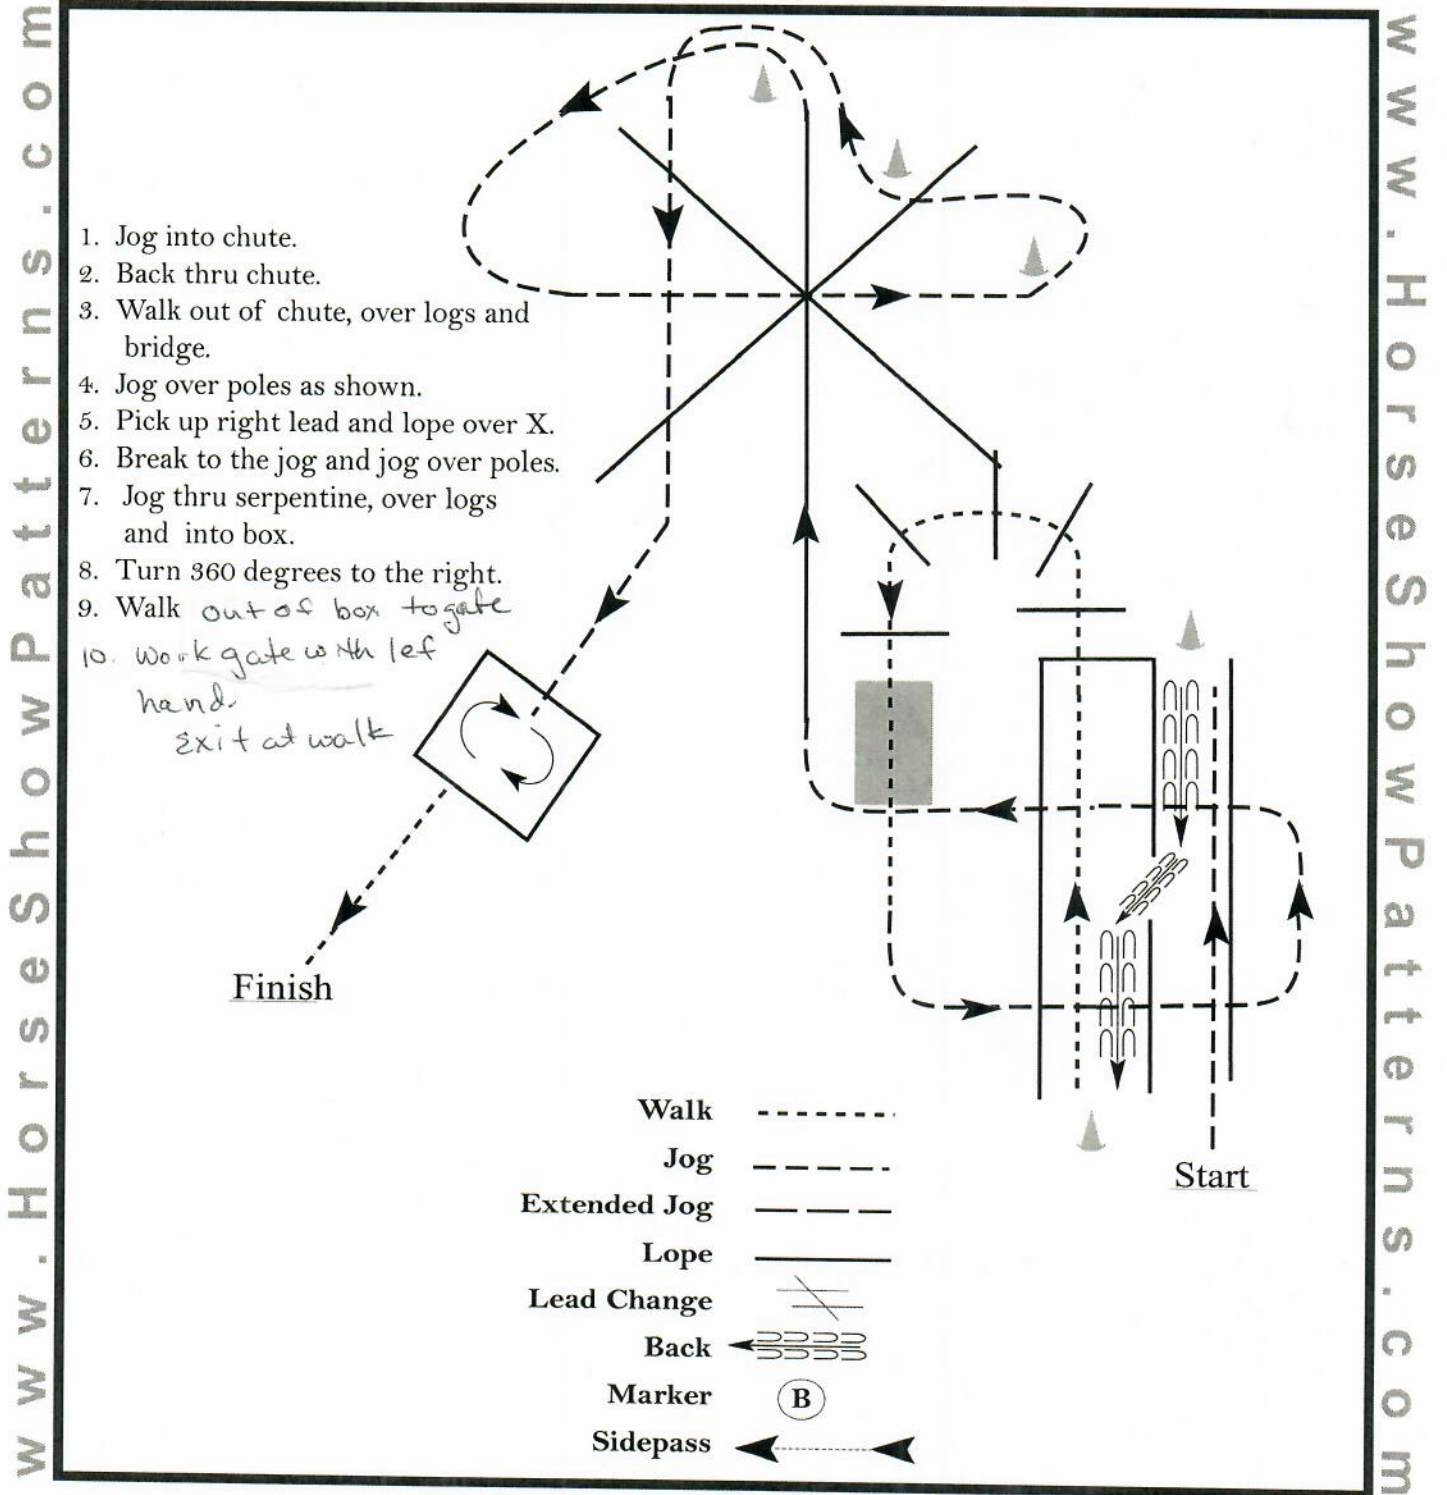 www.HorseShowPatterns.com
1. Jog into chute.
2. Back thru chute.
3. Walk out of chute, over logs and
bridge.
4. Jog over poles as shown.
5. Pick up right lead and lope over X.
6. Break to the jog and jog over poles.
7. Jog thru serpentine, over logs
and into box.
8. Turn 360 degrees to the right.
9. Walk out of box to gate
10. work gate with lef
hand.
Exit at walk
Finish
Start
Walk
Jog
Extended Jog
Lope
Lead Change
Back
Marker B
Sidepass
www.HorseShowPatterns.com